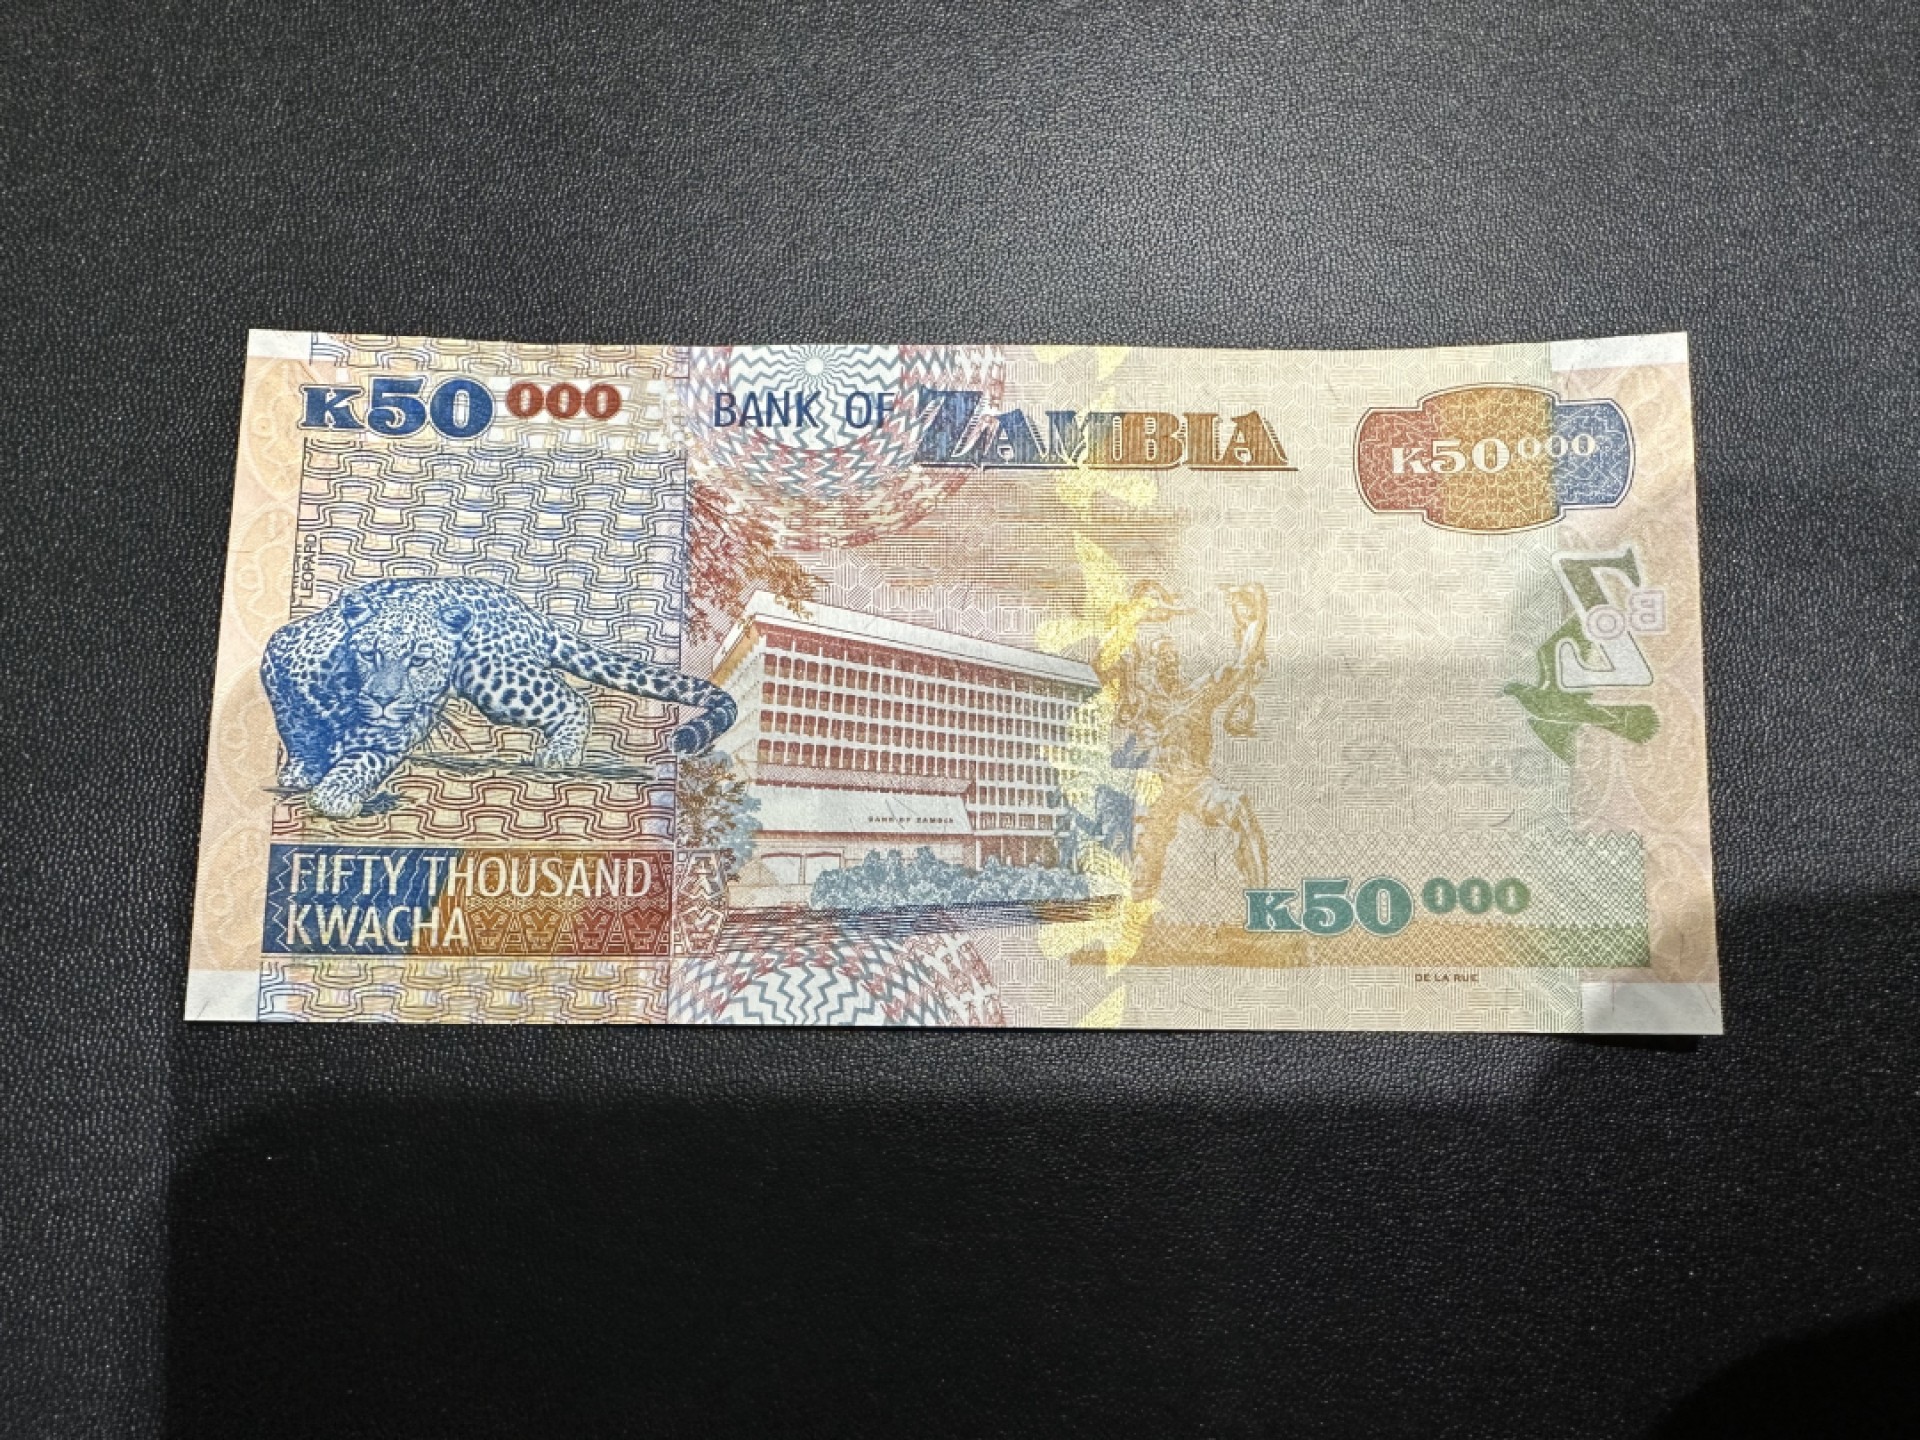 K50 000
BANK OF ZAMBIA
K50 000
LEOPARD
BoZ
BANK OF ZAMBIA
FIFTY THOUSAND
KWACHA
K50 000
DE LA RUE